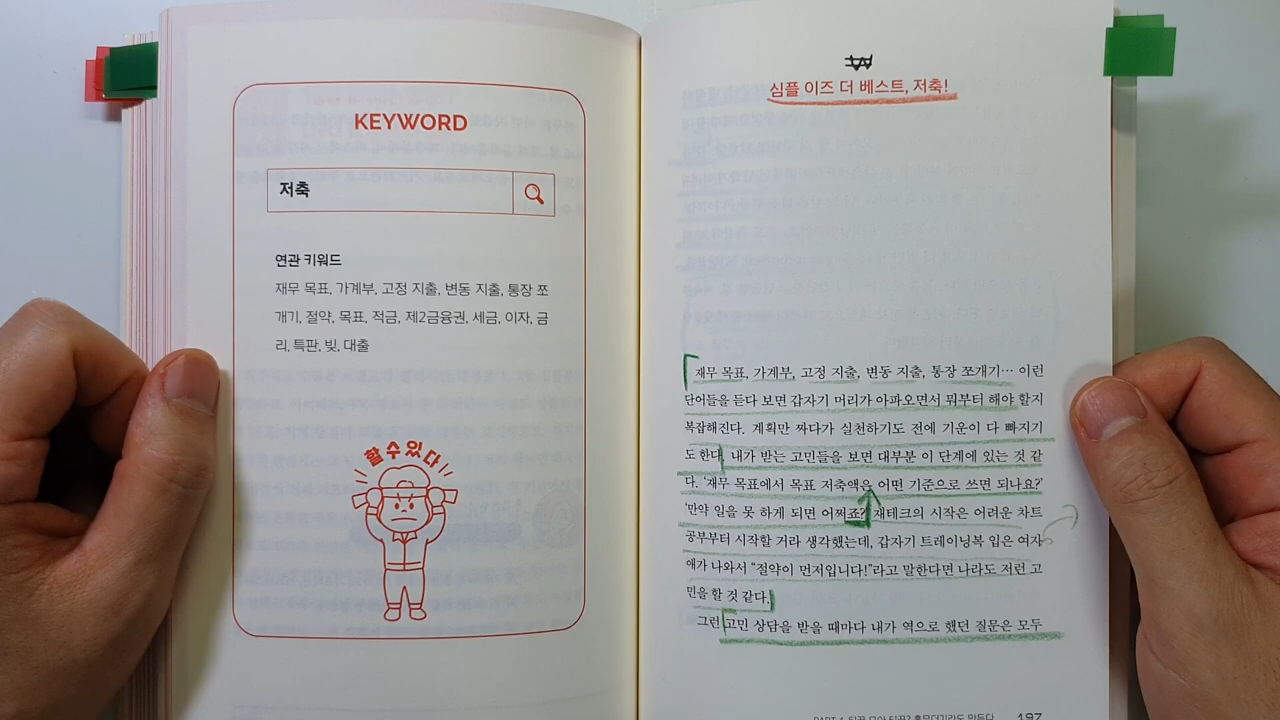 KEYWORD
저축
연관 키워드
재무 목표, 가계부, 고정 지출, 변동 지출, 통장 쪼
개기, 절약, 목표, 적금, 제2금융권, 세금, 이자, 금
리, 특판, 빚, 대출
할 수 있다
₩
심플 이즈 더 베스트, 저축!
재무 목표, 가계부, 고정 지출, 변동 지출, 통장 쪼개기… 이런
단어들을 듣다 보면 갑자기 머리가 아파오면서 뭐부터 해야 할지
복잡해진다. 계획만 짜다가 실천하기도 전에 기운이 다 빠지기
도 한다. 내가 받는 고민들을 보면 대부분 이 단계에 있는 것 같
다. '재무 목표에서 목표 저축액은 어떤 기준으로 쓰면 되나요?'
'만약 일을 못 하게 되면 어쩌죠?' 재테크의 시작은 어려운 차트
공부부터 시작할 거라 생각했는데, 갑자기 트레이닝복 입은 여자
애가 나와서 "절약이 먼저입니다!"라고 말한다면 나라도 저런 고
민을 할 것 같다.
그런 고민 상담을 받을 때마다 내가 역으로 했던 질문은 모두
197